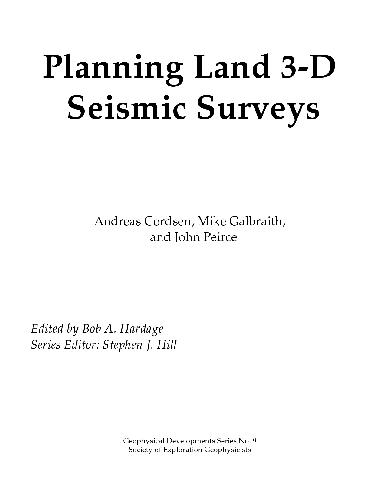 Planning Land 3-D
Seismic Surveys
Andreas Cordsen, Mike Galbraith,
and John Peirce
Edited by Bob A. Hardage
Series Editor: Stephen J. Hill
Geophysical Developments Series No. 9
Society of Exploration Geophysicists